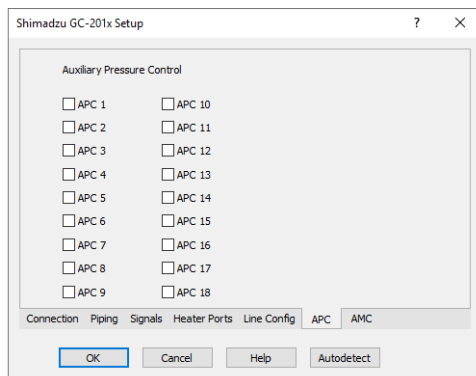 Shimadzu GC-201x Setup
Auxiliary Pressure Control
APC 1 APC 10
APC 2 APC 11
APC 3 APC 12
APC 4 APC 13
APC 5 APC 14
APC 6 APC 15
APC 7 APC 16
APC 8 APC 17
APC 9 APC 18
Connection Piping Signals Heater Ports Line Config APC AMC
OK Cancel Help Autodetect